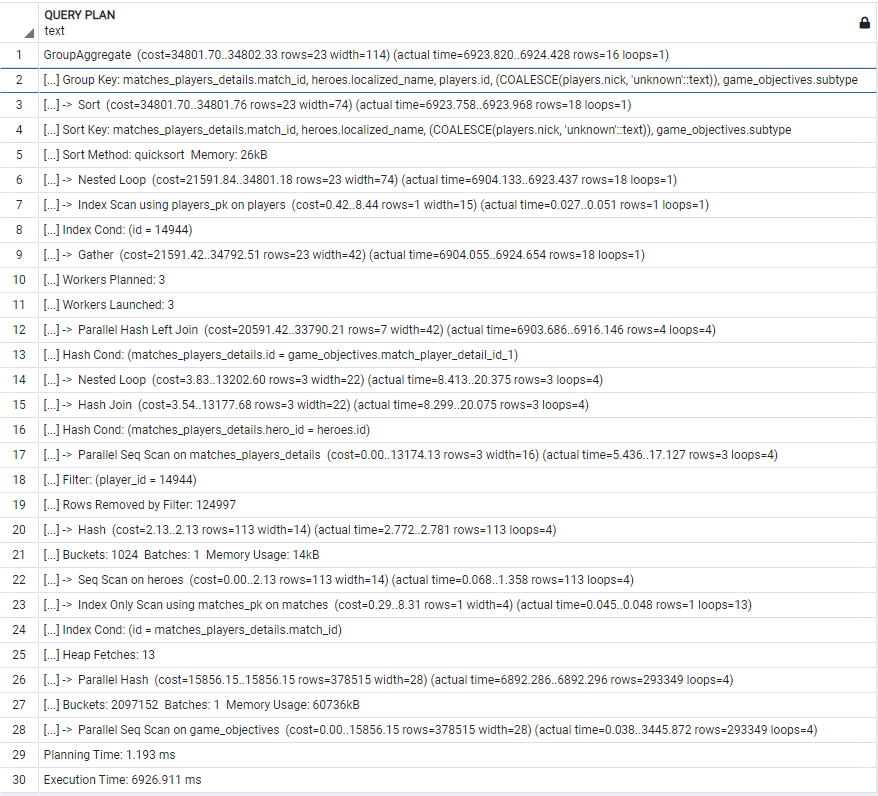 QUERY PLAN
text
1 GroupAggregate (cost=34801.70..34802.33 rows=23 width=114) (actual time=6923.820..6924.428 rows=16 loops=1)
2 [...] Group Key: matches_players_details.match_id, heroes.localized_name, players.id, (COALESCE(players.nick, 'unknown'::text)), game_objectives.subtype
3 [...] -> Sort (cost=34801.70..34801.76 rows=23 width=74) (actual time=6923.758..6923.968 rows=18 loops=1)
4 [...] Sort Key: matches_players_details.match_id, heroes.localized_name, (COALESCE(players.nick, 'unknown'::text)), game_objectives.subtype
5 [...] Sort Method: quicksort Memory: 26kB
6 [...] -> Nested Loop (cost=21591.84..34801.18 rows=23 width=74) (actual time=6904.133..6923.437 rows=18 loops=1)
7 [...] -> Index Scan using players_pk on players (cost=0.42..8.44 rows=1 width=15) (actual time=0.027..0.051 rows=1 loops=1)
8 [...] Index Cond: (id = 14944)
9 [...] -> Gather (cost=21591.42..34792.51 rows=23 width=42) (actual time=6904.055..6924.654 rows=18 loops=1)
10 [...] Workers Planned: 3
11 [...] Workers Launched: 3
12 [...] -> Parallel Hash Left Join (cost=20591.42..33790.21 rows=7 width=42) (actual time=6903.686..6916.146 rows=4 loops=4)
13 [...] Hash Cond: (matches_players_details.id = game_objectives.match_player_detail_id_1)
14 [...] -> Nested Loop (cost=3.83..13202.60 rows=3 width=22) (actual time=8.413..20.375 rows=3 loops=4)
15 [...] -> Hash Join (cost=3.54..13177.68 rows=3 width=22) (actual time=8.299..20.075 rows=3 loops=4)
16 [...] Hash Cond: (matches_players_details.hero_id = heroes.id)
17 [...] -> Parallel Seq Scan on matches_players_details (cost=0.00..13174.13 rows=3 width=16) (actual time=5.436..17.127 rows=3 loops=4)
18 [...] Filter: (player_id = 14944)
19 [...] Rows Removed by Filter: 124997
20 [...] -> Hash (cost=2.13..2.13 rows=113 width=14) (actual time=2.772..2.781 rows=113 loops=4)
21 [...] Buckets: 1024 Batches: 1 Memory Usage: 14kB
22 [...] -> Seq Scan on heroes (cost=0.00..2.13 rows=113 width=14) (actual time=0.068..1.358 rows=113 loops=4)
23 [...] -> Index Only Scan using matches_pk on matches (cost=0.29..8.31 rows=1 width=4) (actual time=0.045..0.048 rows=1 loops=13)
24 [...] Index Cond: (id = matches_players_details.match_id)
25 [...] Heap Fetches: 13
26 [...] -> Parallel Hash (cost=15856.15..15856.15 rows=378515 width=28) (actual time=6892.286..6892.296 rows=293349 loops=4)
27 [...] Buckets: 2097152 Batches: 1 Memory Usage: 60736kB
28 [...] -> Parallel Seq Scan on game_objectives (cost=0.00..15856.15 rows=378515 width=28) (actual time=0.038..3445.872 rows=293349 loops=4)
29 Planning Time: 1.193 ms
30 Execution Time: 6926.911 ms